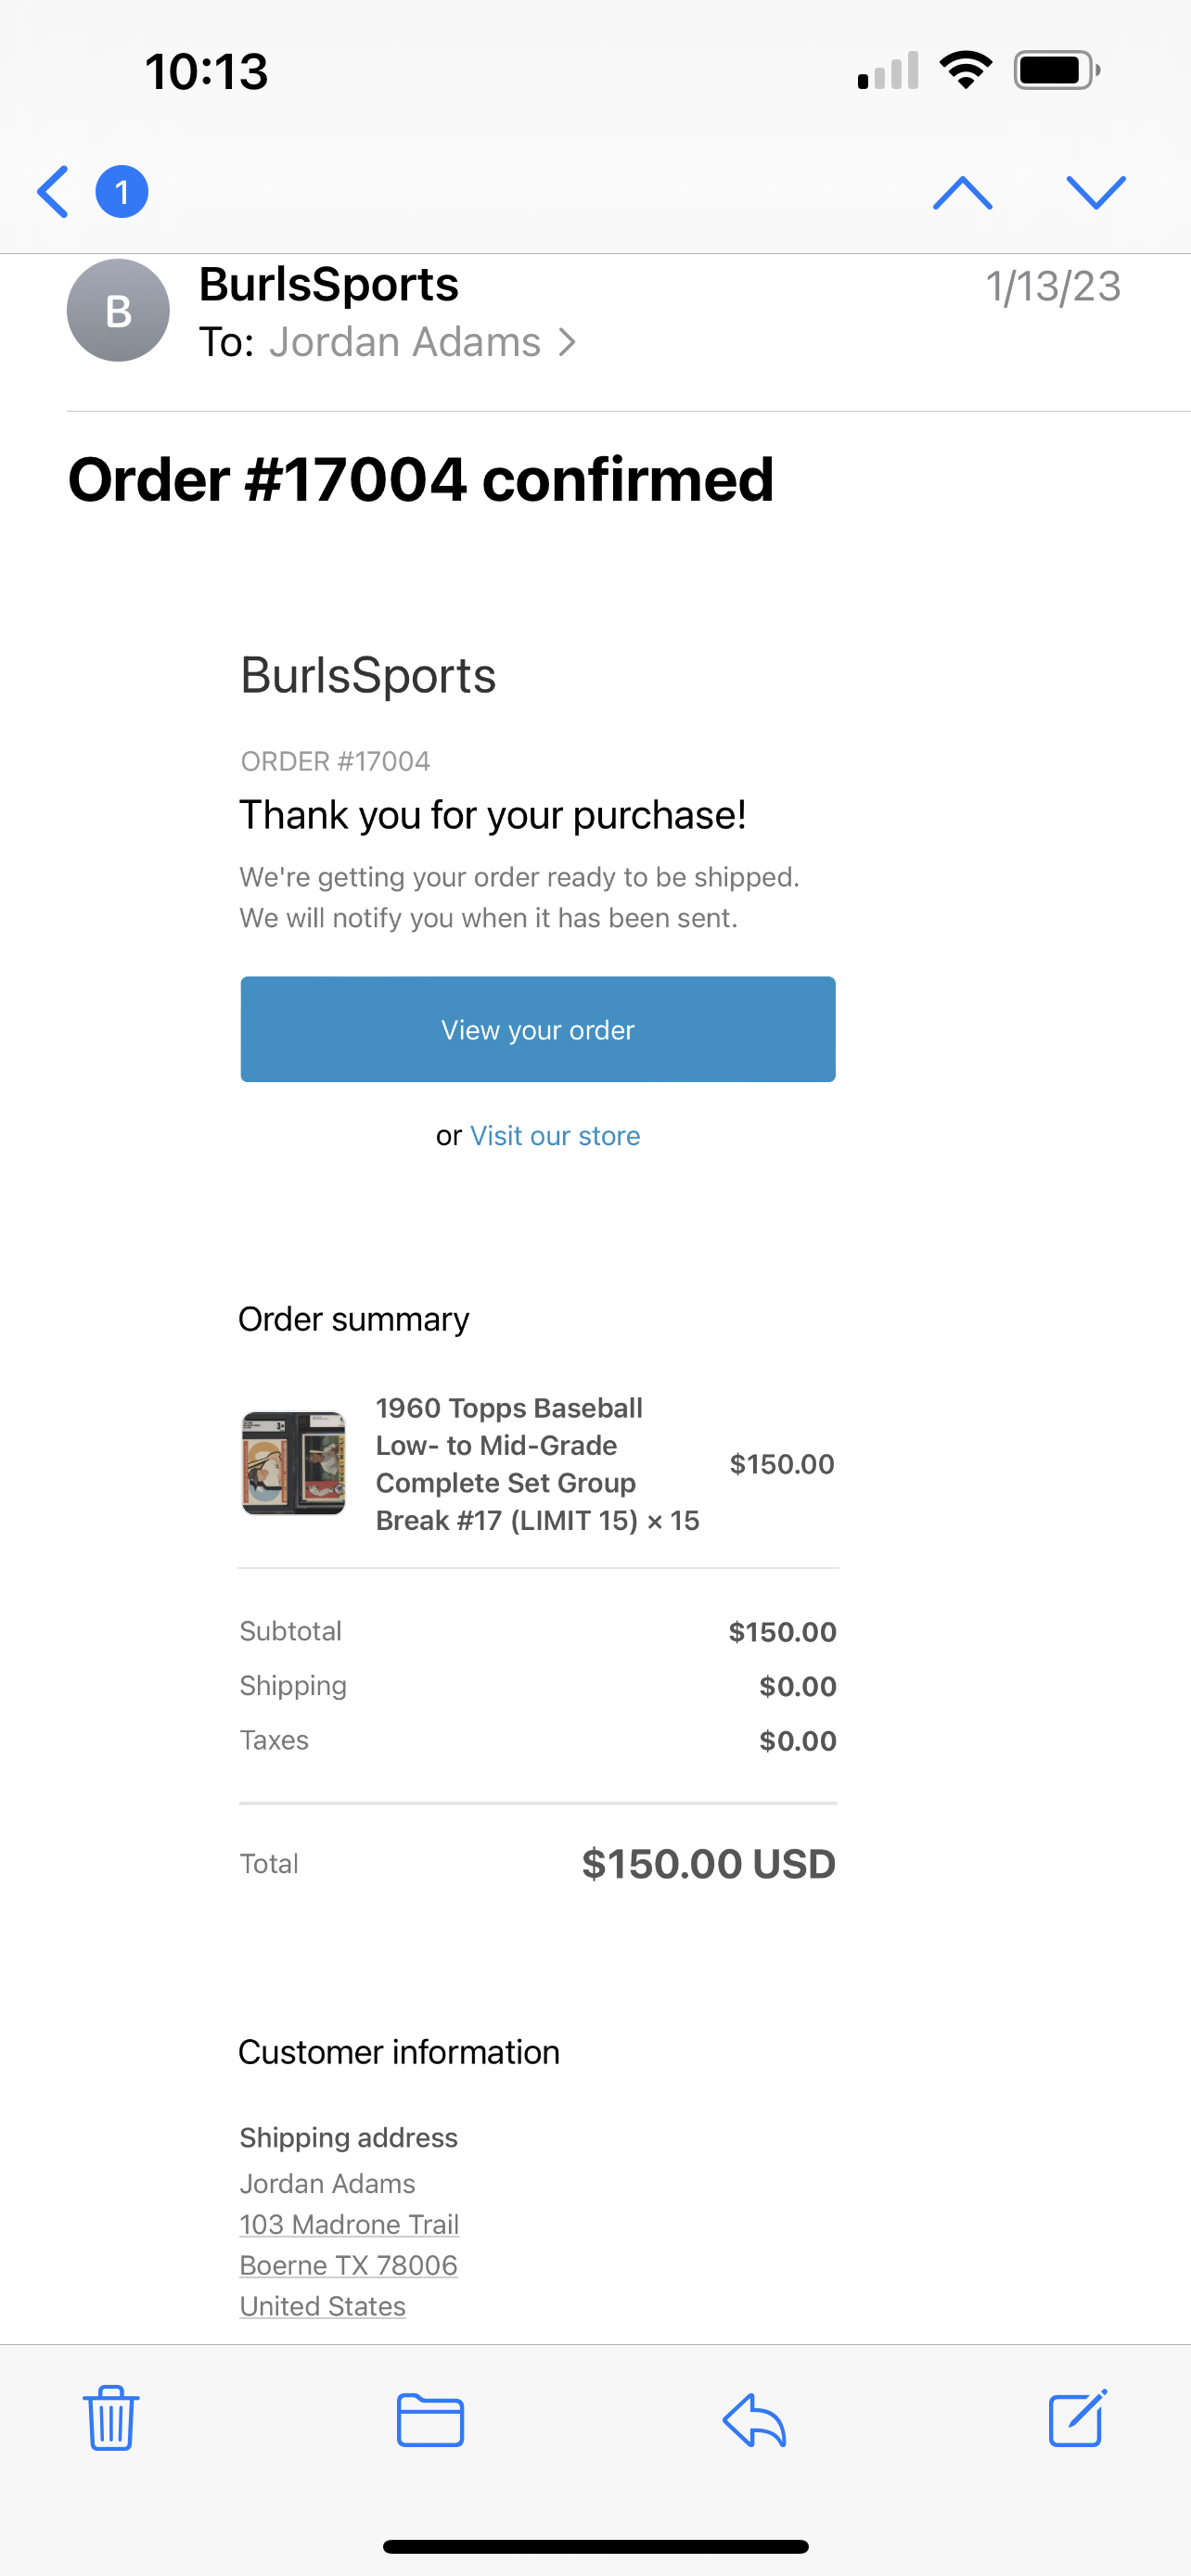 10:13
1
B
BurlsSports
1/13/23
To: Jordan Adams
Order #17004 confirmed
BurlsSports
ORDER #17004
Thank you for your purchase!
We're getting your order ready to be shipped.
We will notify you when it has been sent.
View your order
or Visit our store
Order summary
1960 Topps Baseball
Low- to Mid-Grade
Complete Set Group
Break #17 (LIMIT 15) × 15
$150.00
Subtotal $150.00
Shipping $0.00
Taxes $0.00
Total $150.00 USD
Customer information
Shipping address
Jordan Adams
103 Madrone Trail
Boerne TX 78006
United States